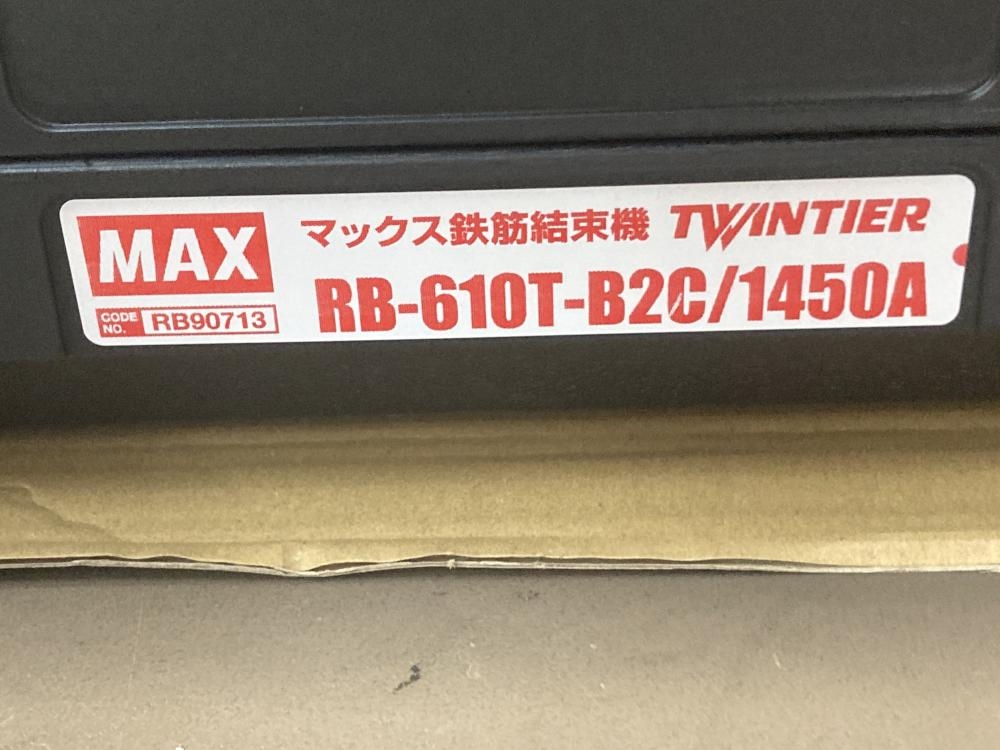 MAX
マックス鉄筋結束機 TWINTIER
CODE NO. RB90713
RB-610T-B2C/1450A